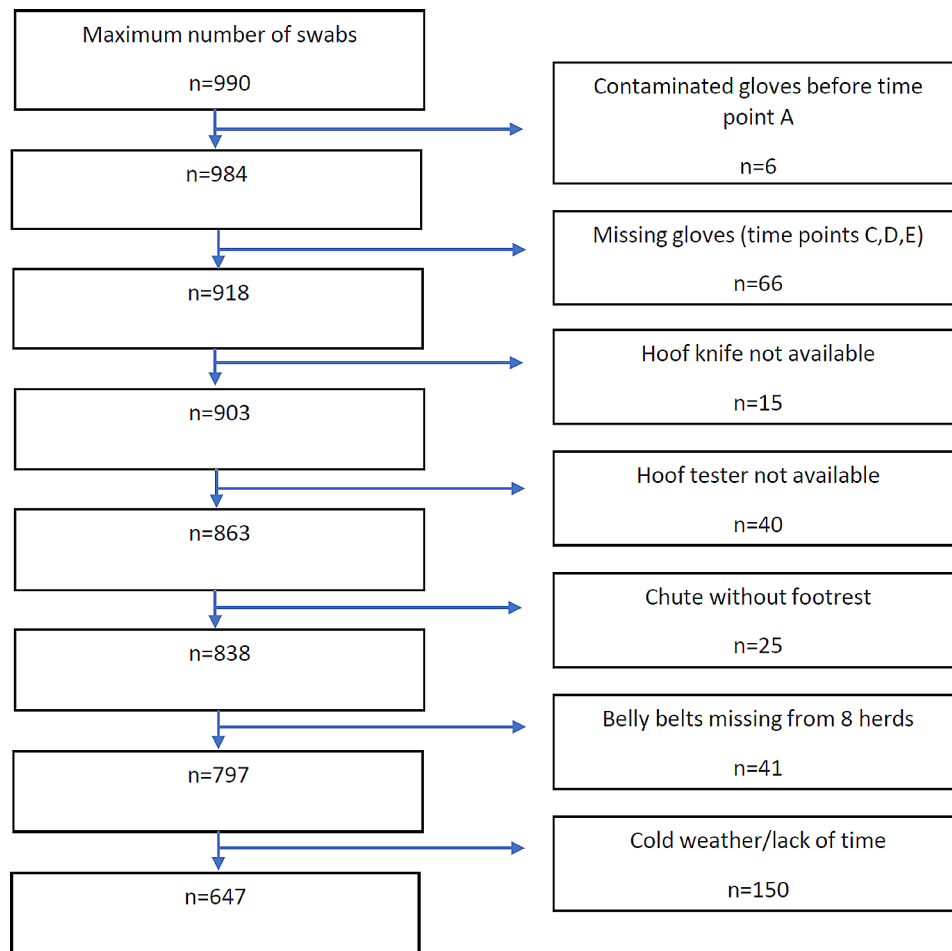 Maximum number of swabs
n=990
Contaminated gloves before time
point A
n=6
n=984
Missing gloves (time points C,D,E)
n=66
n=918
Hoof knife not available
n=15
n=903
Hoof tester not available
n=40
n=863
Chute without footrest
n=25
n=838
Belly belts missing from 8 herds
n=41
n=797
Cold weather/lack of time
n=150
n=647